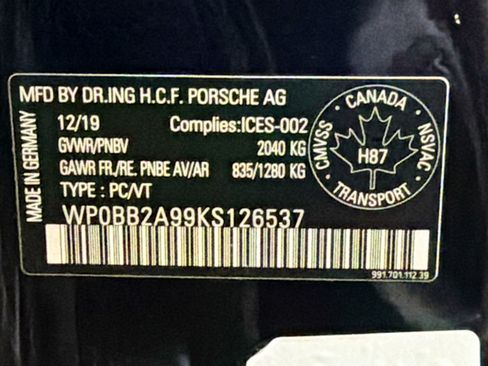 MFD BY DR.ING H.C.F. PORSCHE AG
MADE IN GERMANY
12/19 Complies:ICES-002
GVWR/PNBV 2040 KG
GAWR FR./RE. PNBE AV/AR 835/1280 KG
TYPE : PC/VT
WP0BB2A99KS126537
991.701.112.39
CANADA
CMVSS
NSVAC
H87
TRANSPORT